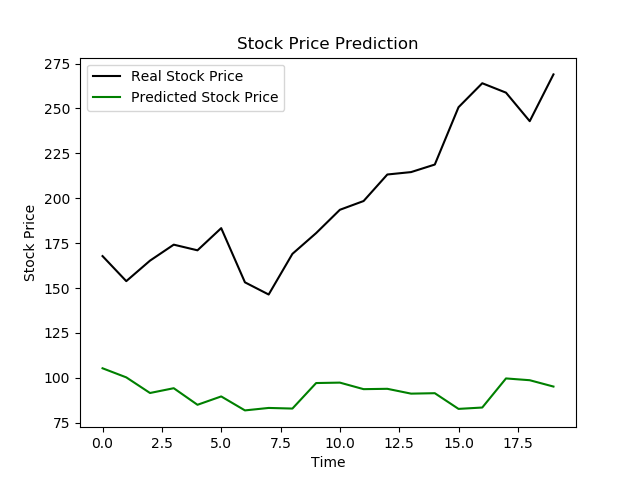 Stock Price Prediction
Real Stock Price
Predicted Stock Price
275
250
225
200
175
150
125
100
75
Stock Price
0.0 2.5 5.0 7.5 10.0 12.5 15.0 17.5
Time